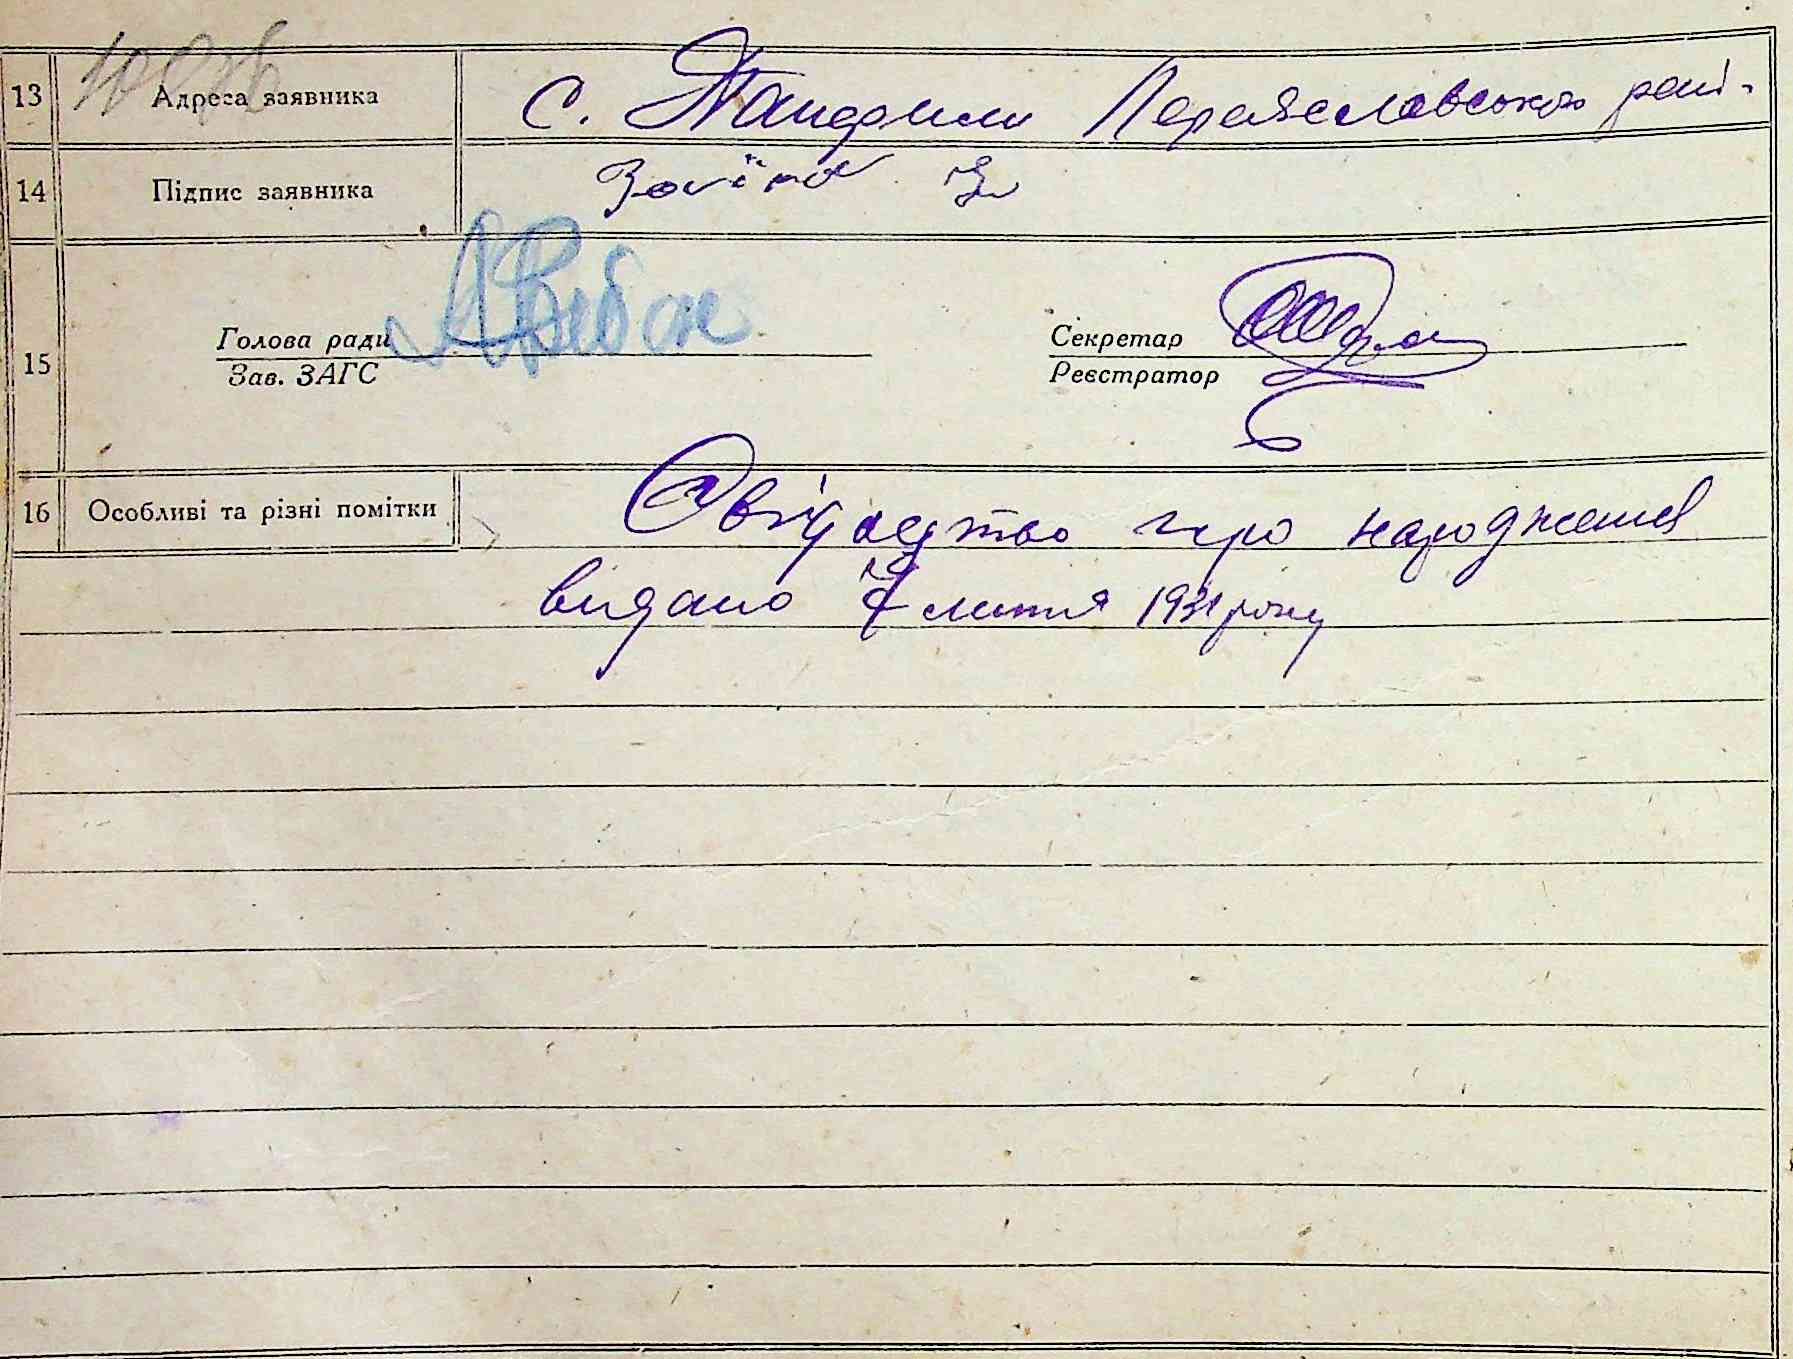 13 Адреса заявника с. Панфили Переяславського рай-
14 Підпис заявника
Голова ради
Секретар
15
Зав. ЗАГС
Реєстратор
16 Особливі та різні помітки Свідоцтво про народження
видано 7 липня 1931 року